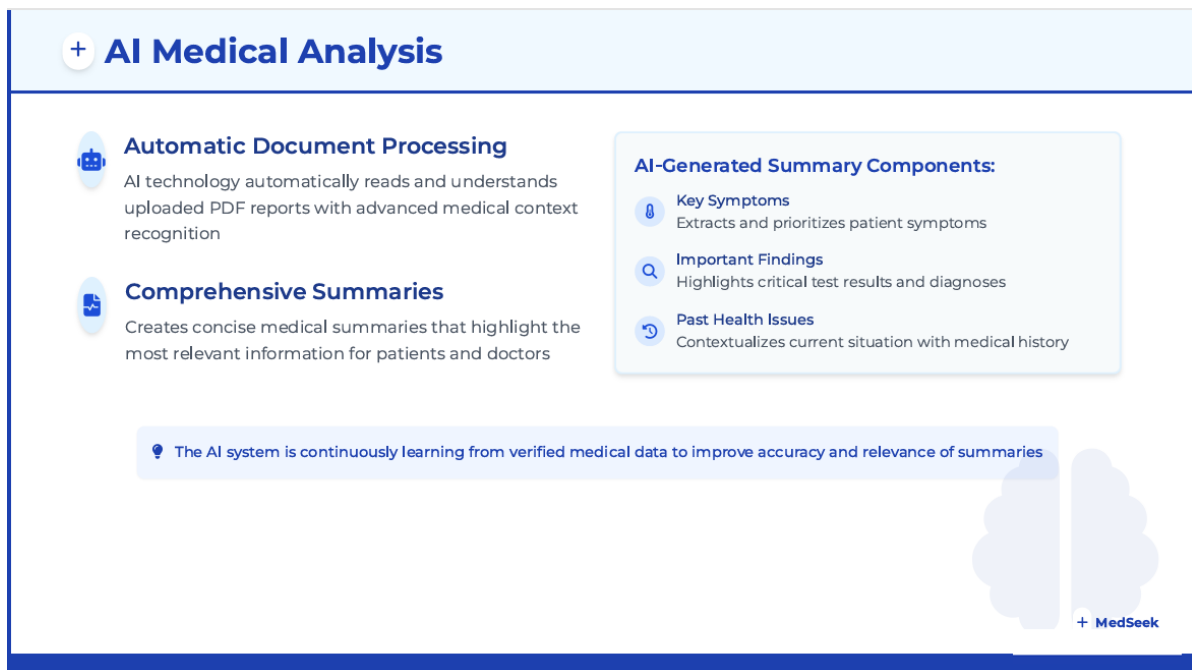 AI Medical Analysis
Automatic Document Processing
AI technology automatically reads and understands
uploaded PDF reports with advanced medical context
recognition
Comprehensive Summaries
Creates concise medical summaries that highlight the
most relevant information for patients and doctors
AI-Generated Summary Components:
Key Symptoms
Extracts and prioritizes patient symptoms
Important Findings
Highlights critical test results and diagnoses
Past Health Issues
Contextualizes current situation with medical history
The AI system is continuously learning from verified medical data to improve accuracy and relevance of summaries
MedSeek